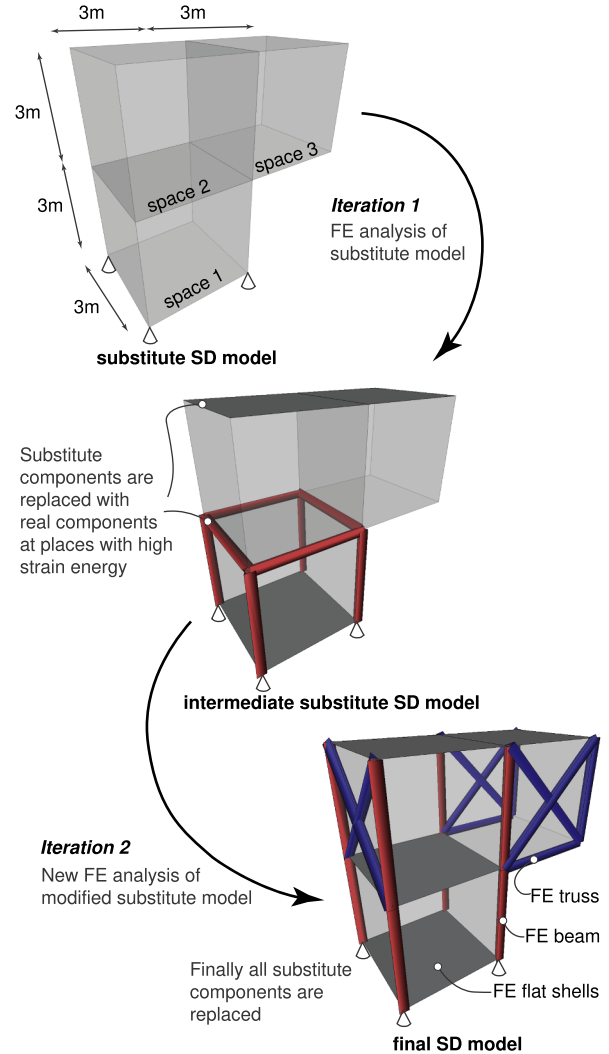 3m
3m
3m
3m
3m
space 3
space 2
space 1
Iteration 1
FE analysis of
substitute model
substitute SD model
Substitute
components are
replaced with
real components
at places with high
strain energy
intermediate substitute SD model
Iteration 2
New FE analysis of
modified substitute model
FE truss
FE beam
FE flat shells
Finally all substitute
components are
replaced
final SD model